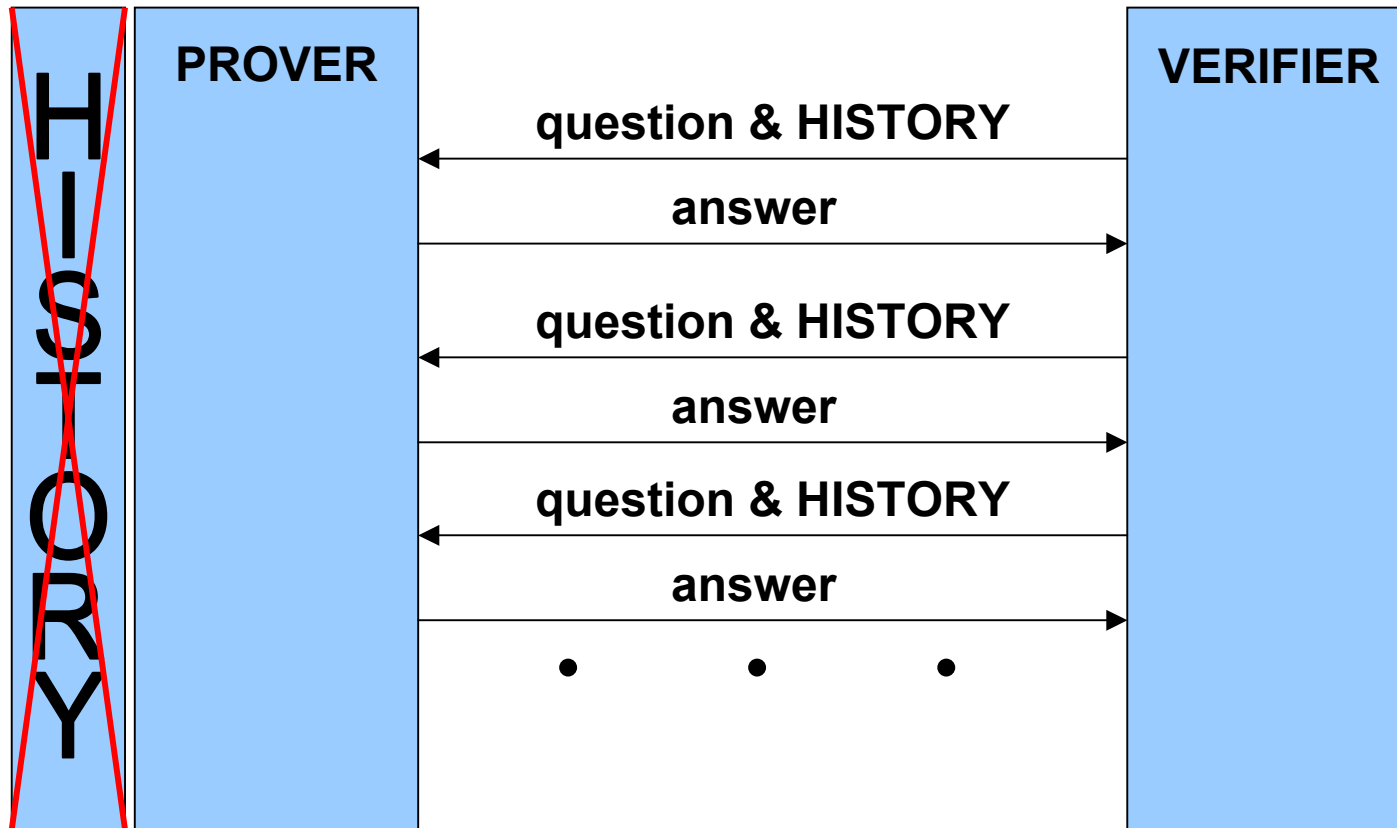 HISTORY
PROVER
VERIFIER
question & HISTORY
answer
question & HISTORY
answer
question & HISTORY
answer
• • •